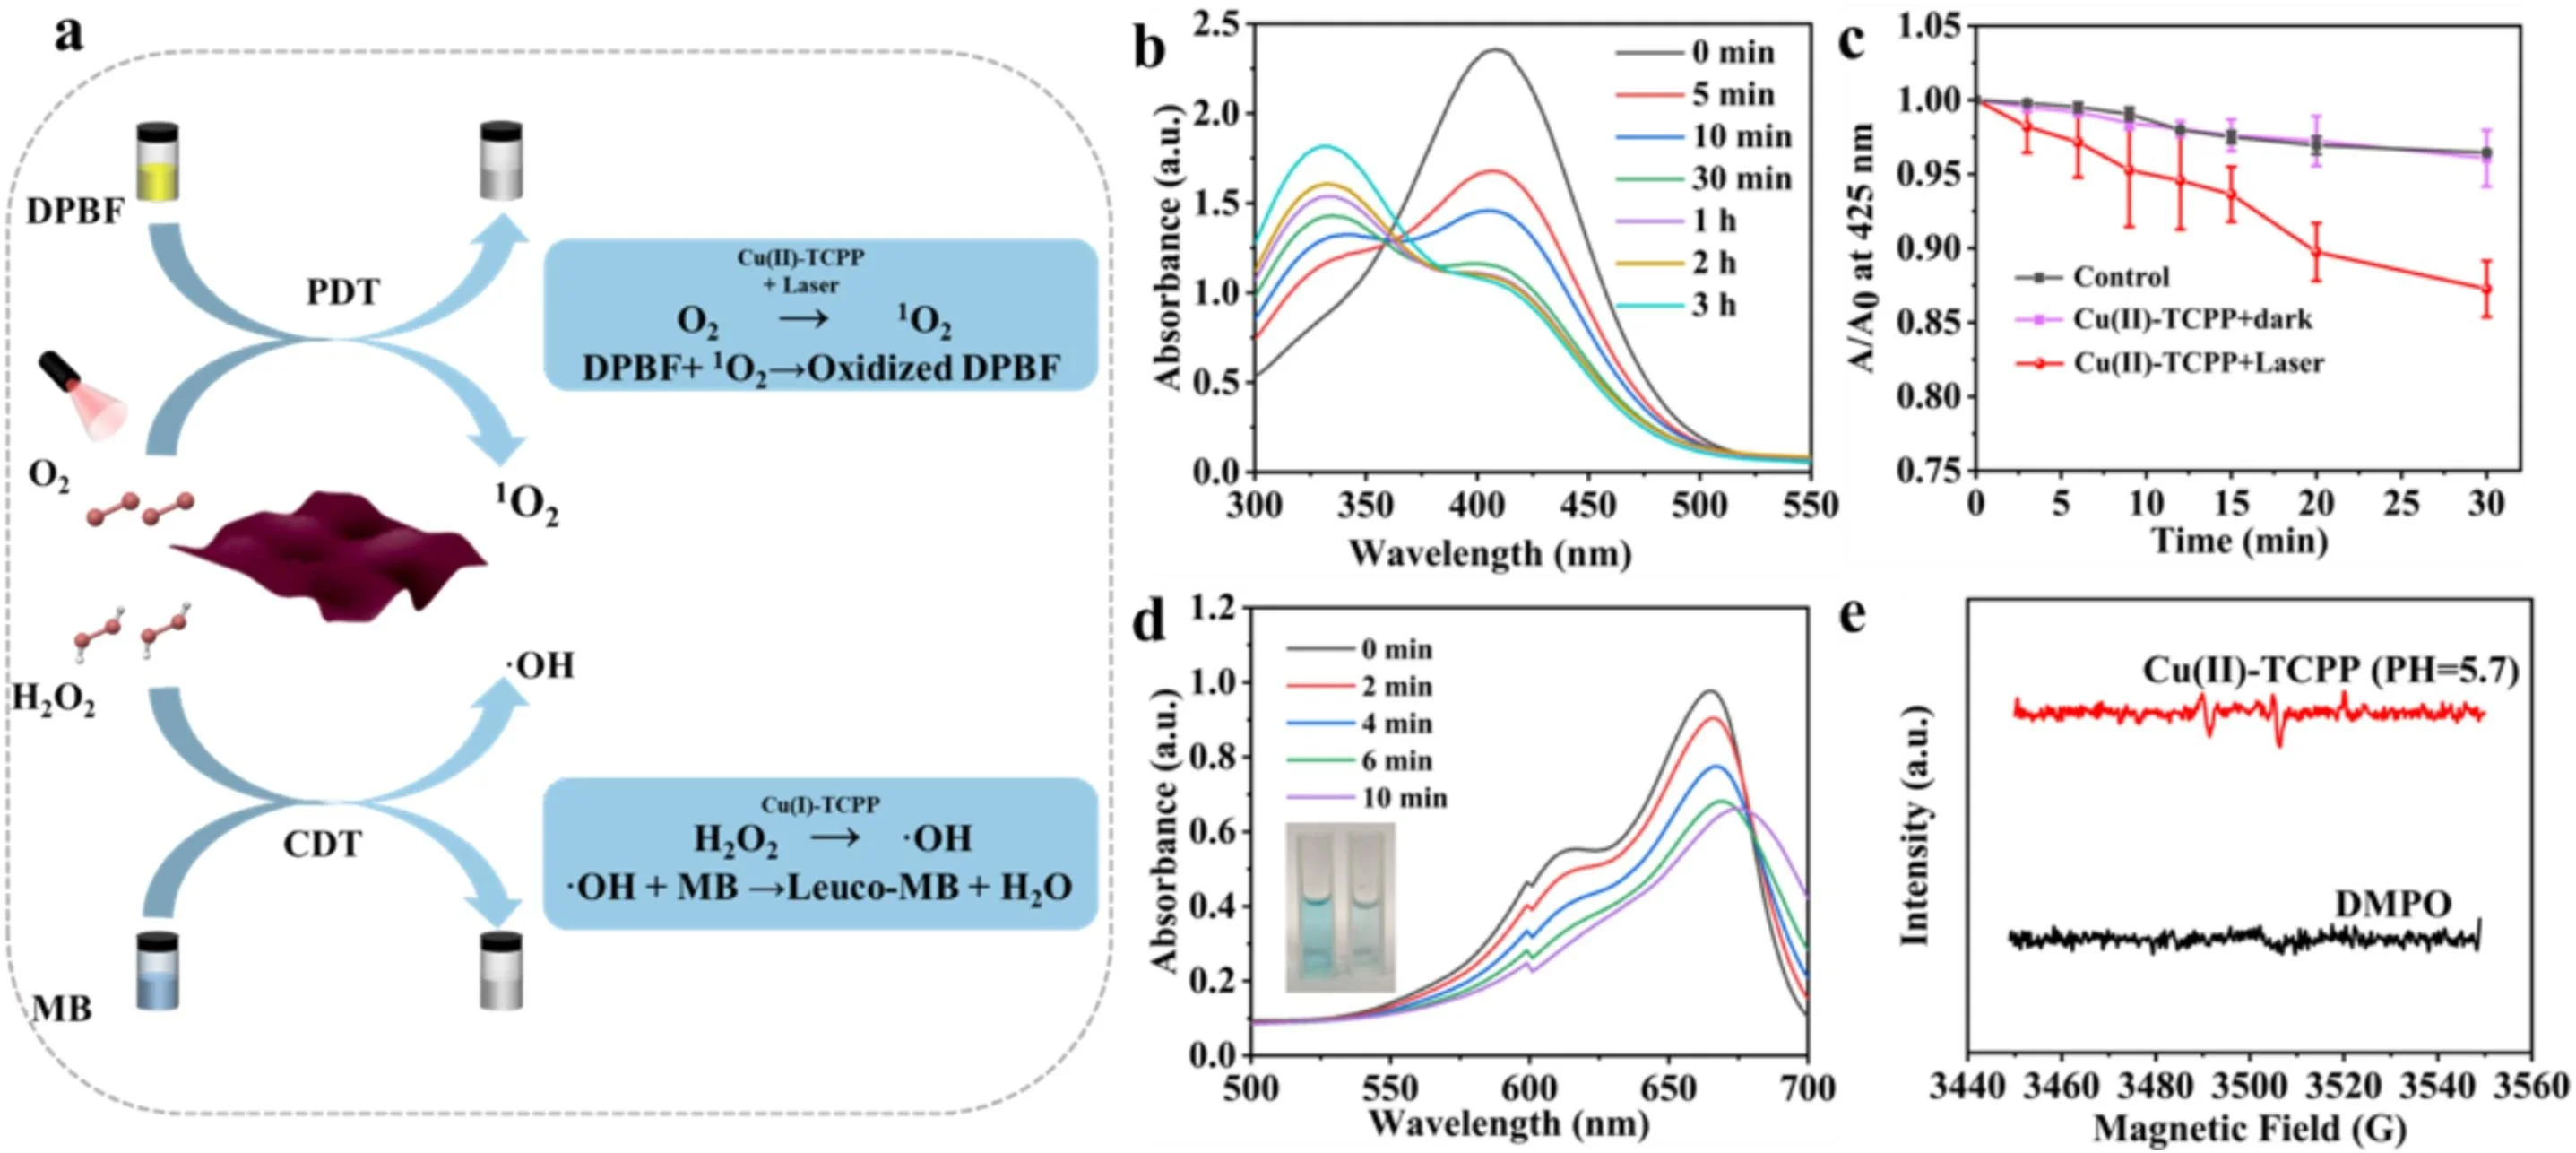 a
DPBF
PDT
Cu(II)-TCPP
+ Laser
O₂ → ¹O₂
DPBF+ ¹O₂→Oxidized DPBF
O₂
¹O₂
·OH
H₂O₂
CDT
Cu(I)-TCPP
H₂O₂ → ·OH
·OH + MB →Leuco-MB + H₂O
MB
b
2.5
2.0
1.5
1.0
0.5
0.0
Absorbance (a.u.)
0 min
5 min
10 min
30 min
1 h
2 h
3 h
300 350 400 450 500 550
Wavelength (nm)
c
1.05
1.00
0.95
0.90
0.85
0.80
0.75
A/A0 at 425 nm
Control
Cu(II)-TCPP+dark
Cu(II)-TCPP+Laser
0 5 10 15 20 25 30
Time (min)
d
1.2
1.0
0.8
0.6
0.4
0.2
0.0
Absorbance (a.u.)
0 min
2 min
4 min
6 min
10 min
500 550 600 650 700
Wavelength (nm)
e
Intensity (a.u.)
Cu(II)-TCPP (PH=5.7)
DMPO
3440 3460 3480 3500 3520 3540 3560
Magnetic Field (G)